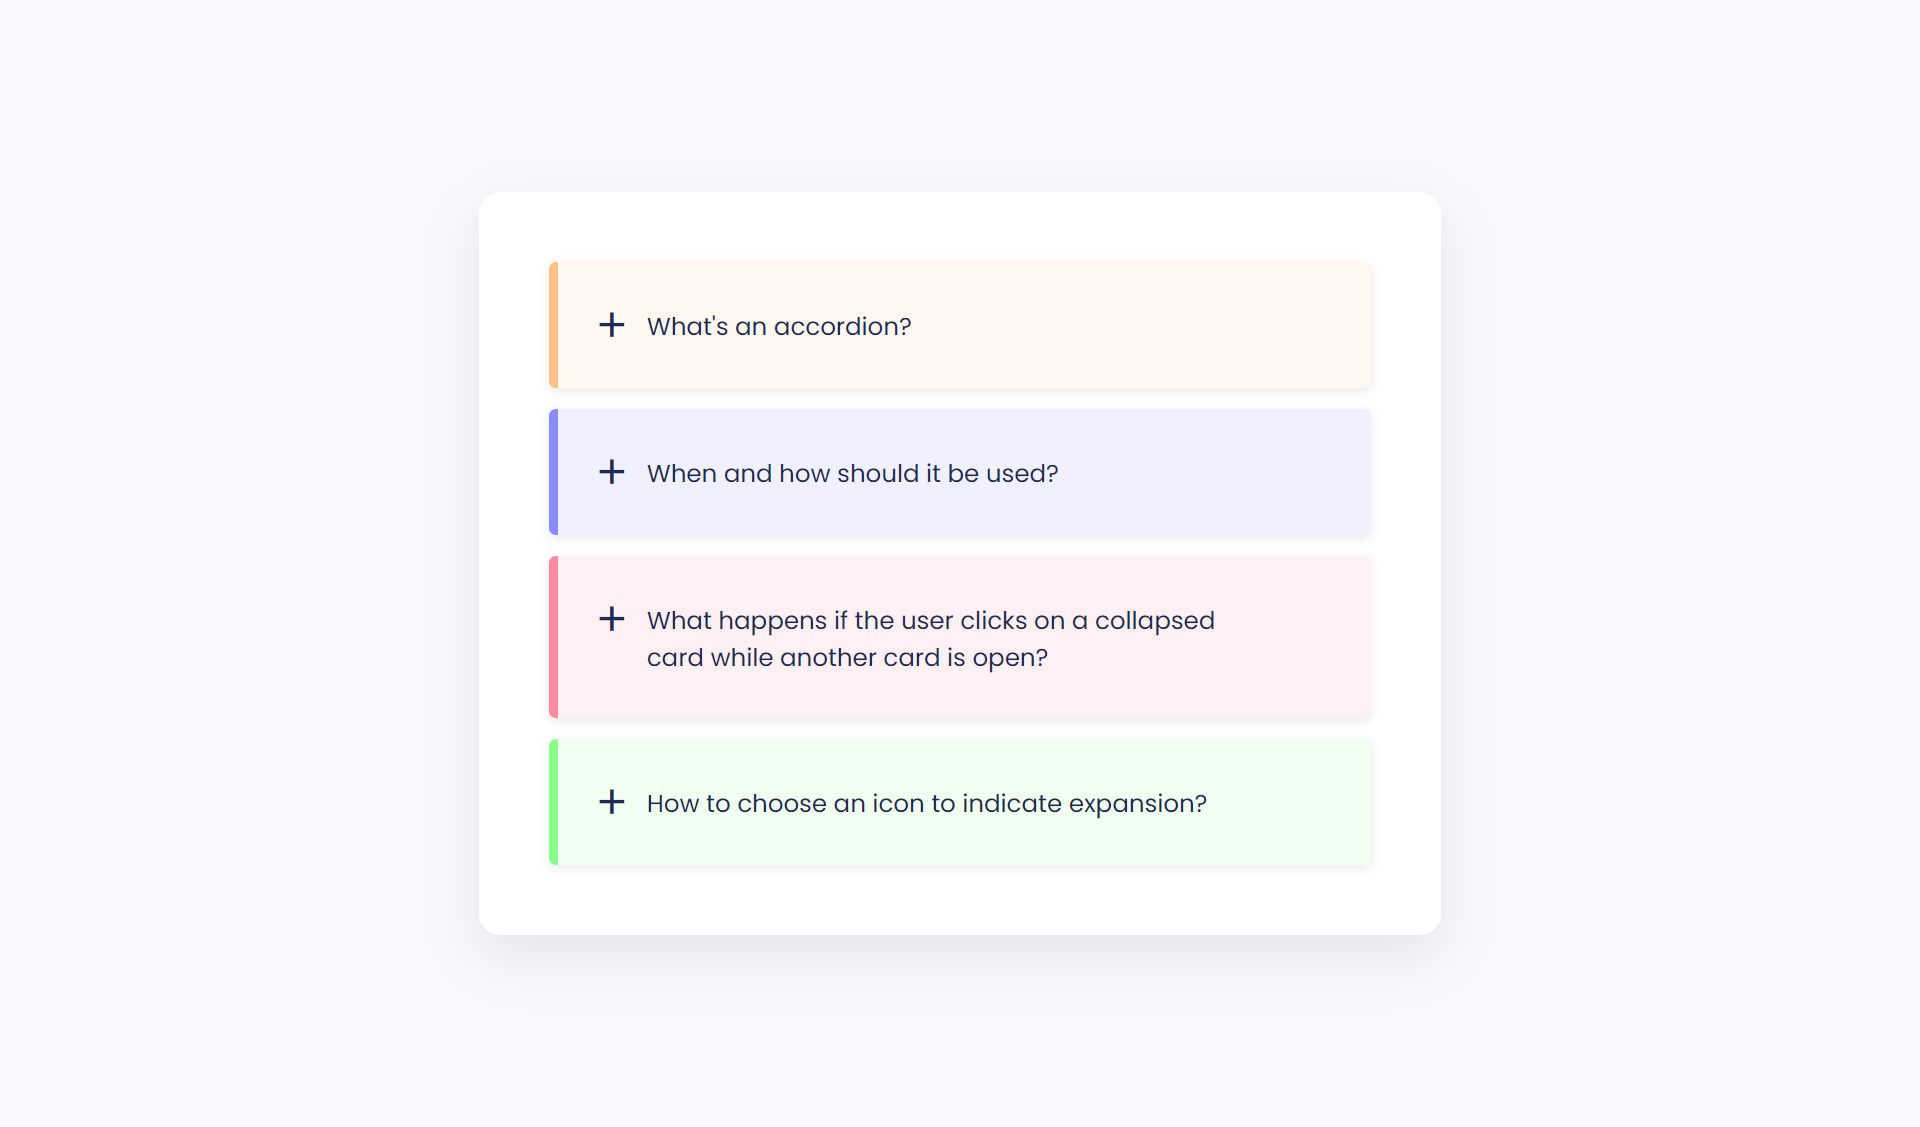 What's an accordion?
When and how should it be used?
What happens if the user clicks on a collapsed
card while another card is open?
How to choose an icon to indicate expansion?